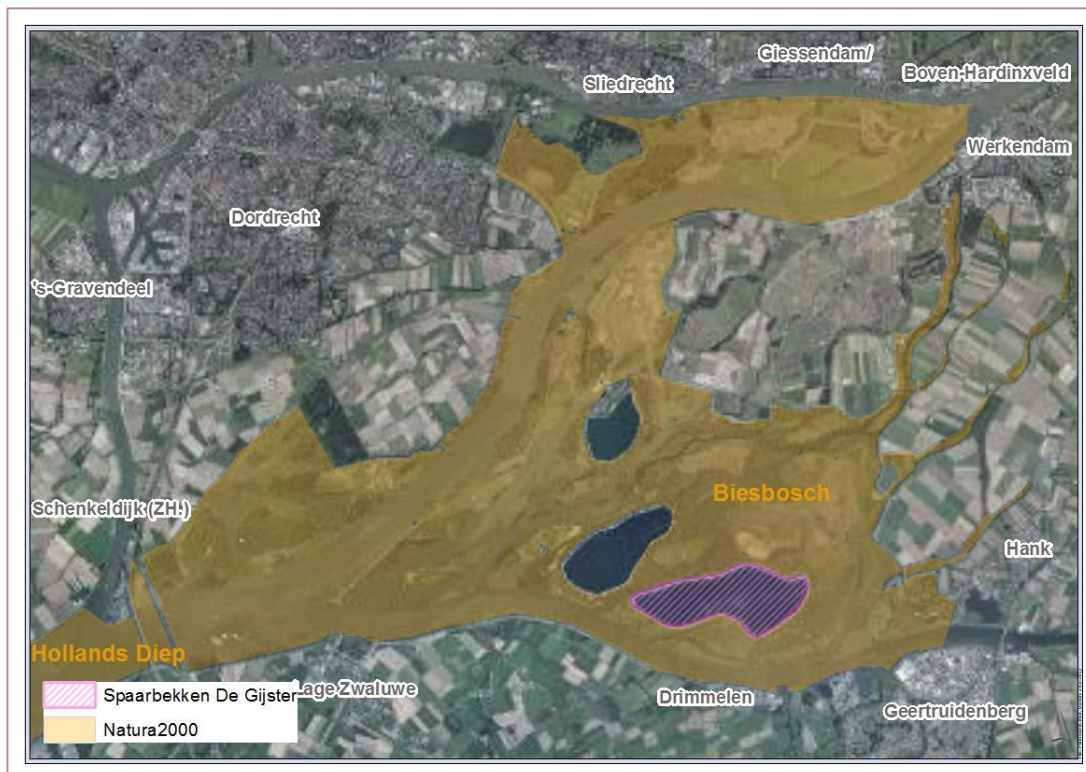 Giessendam/
Boven-Hardinxveld
Sliedrecht
Werkendam
Dordrecht
's-Gravendeel
Biesbosch
Schenkeldijk (ZH.)
Hank
Hollands Diep
Lage Zwaluwe
Drimmelen
Geertruidenberg
Spaarbekken De Gijster
Natura2000